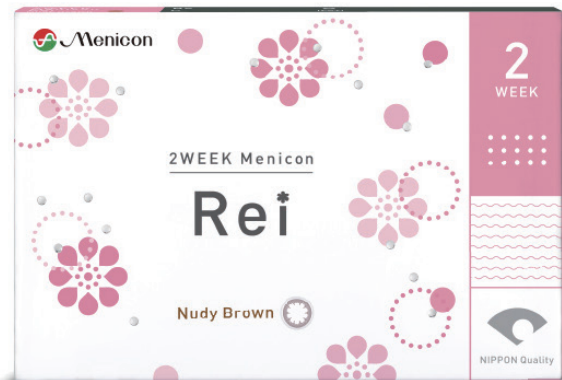 Menicon
2
WEEK
2WEEK Menicon
Rei
Nudy Brown
NIPPON Quality